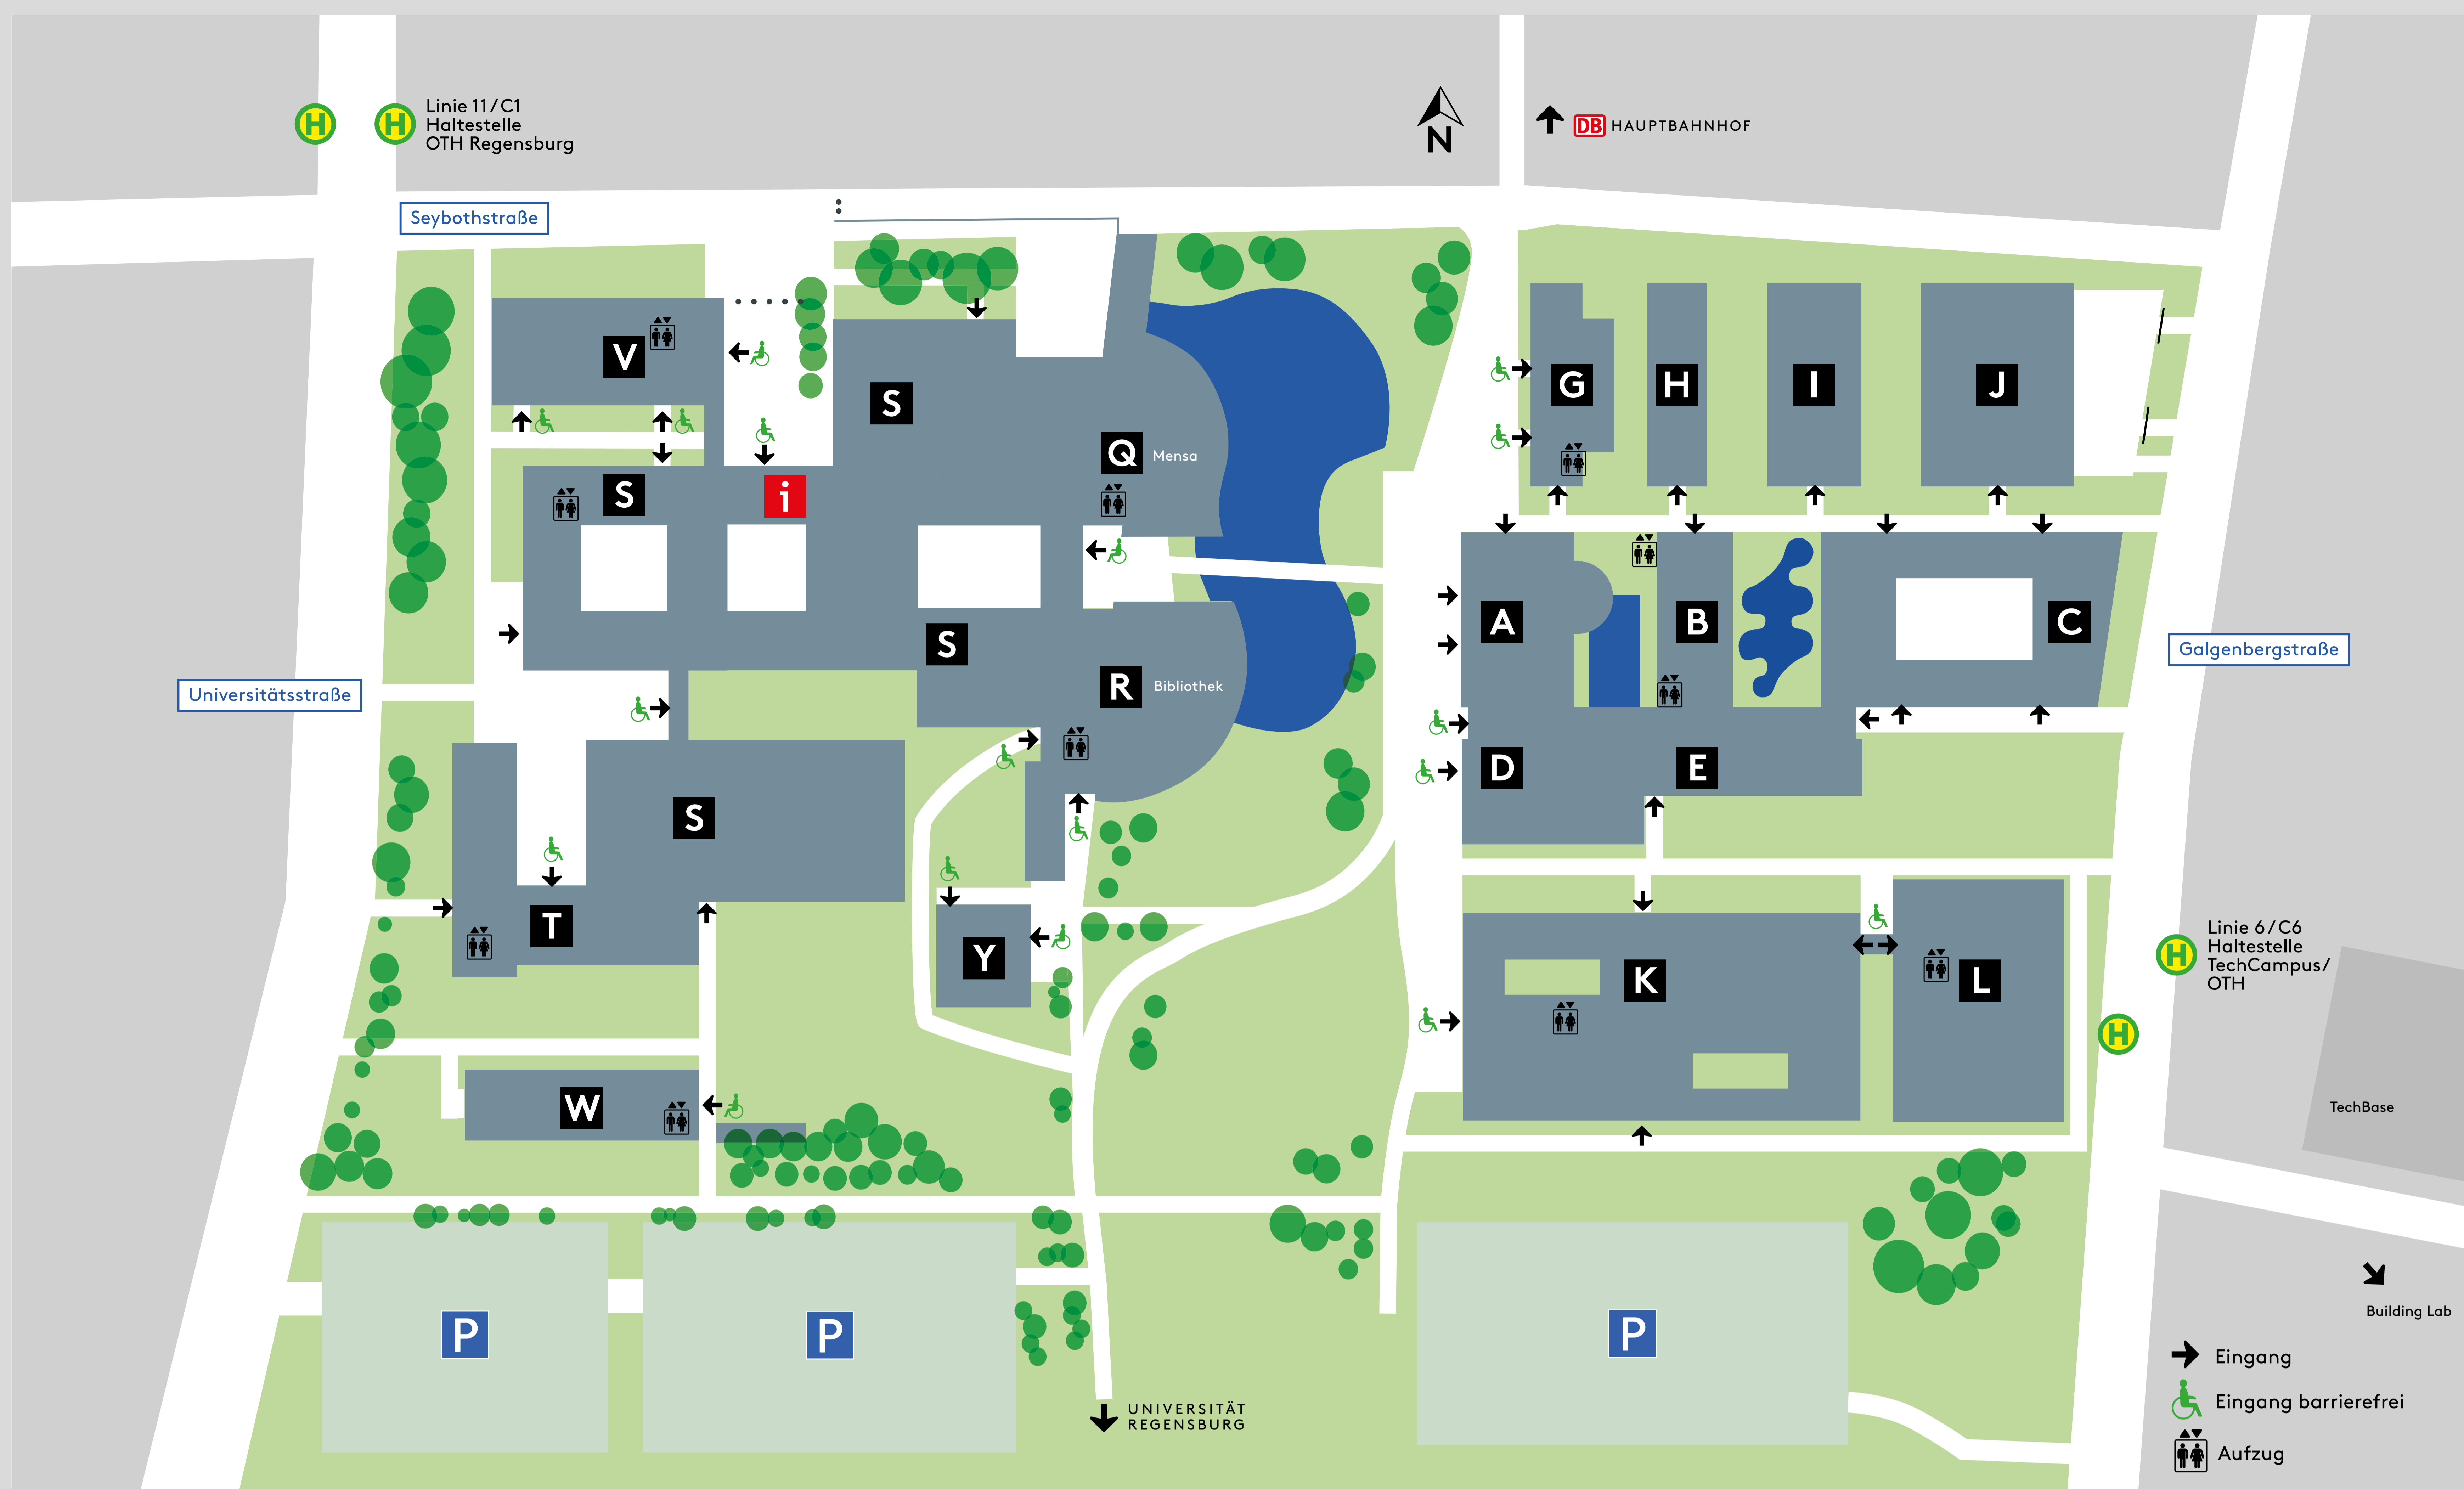 H
H
Linie 11/C1
Haltestelle
OTH Regensburg
N
DB HAUPTBAHNHOF
Seybothstraße
V
S
Q Mensa
G
H
I
J
S
i
S
R Bibliothek
A
B
C
Galgenbergstraße
Universitätsstraße
D
E
S
T
Y
K
L
H
Linie 6/C6
Haltestelle
TechCampus/
OTH
H
W
TechBase
P
P
P
Building Lab
UNIVERSITÄT
REGENSBURG
Eingang
Eingang barrierefrei
Aufzug